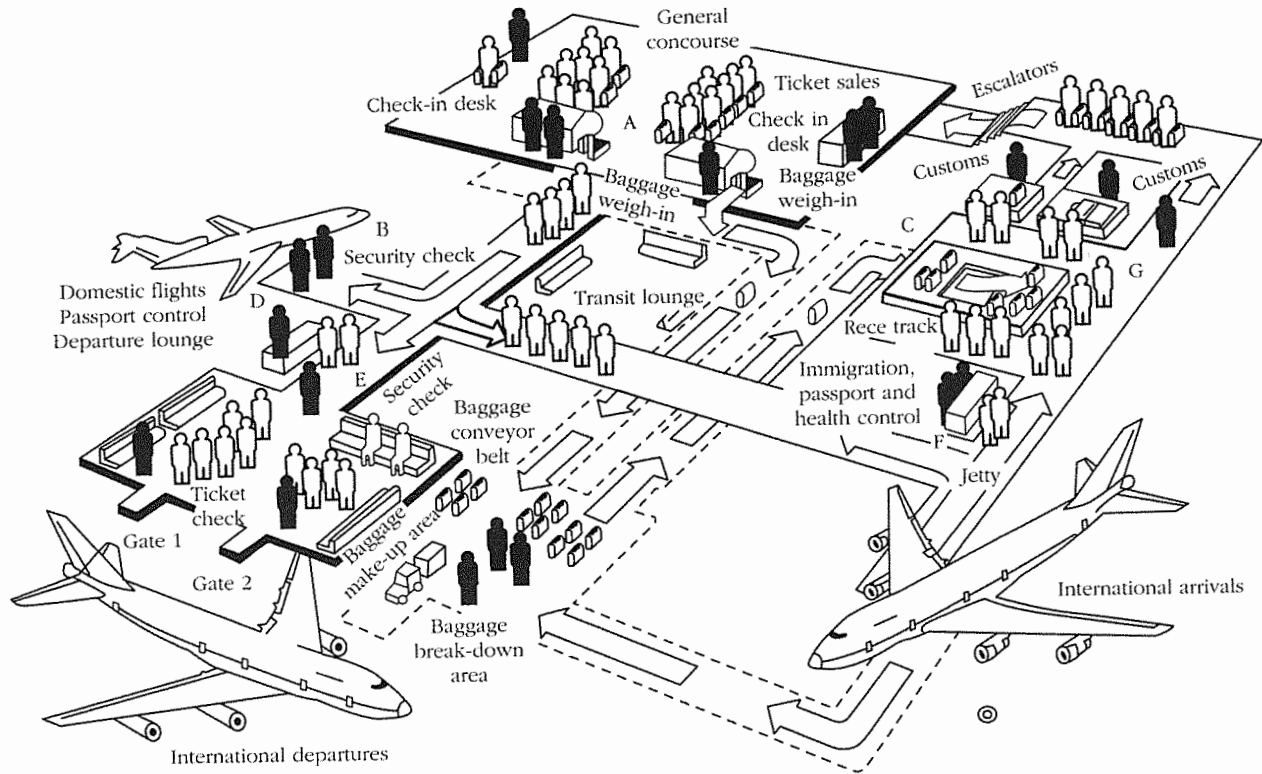 General
concourse
Ticket sales
Escalators
Check-in desk
A
Check in
desk
Customs
Customs
Baggage
weigh-in
Baggage
weigh-in
B
C
Security check
G
D
Domestic flights
Passport control
Departure lounge
Transit lounge
Rece track
E
Security
check
Immigration,
passport and
health control
Baggage
conveyor
belt
F
Jetty
Ticket
check
Gate 1
Baggage
make-up area
Gate 2
International arrivals
Baggage
break-down
area
International departures